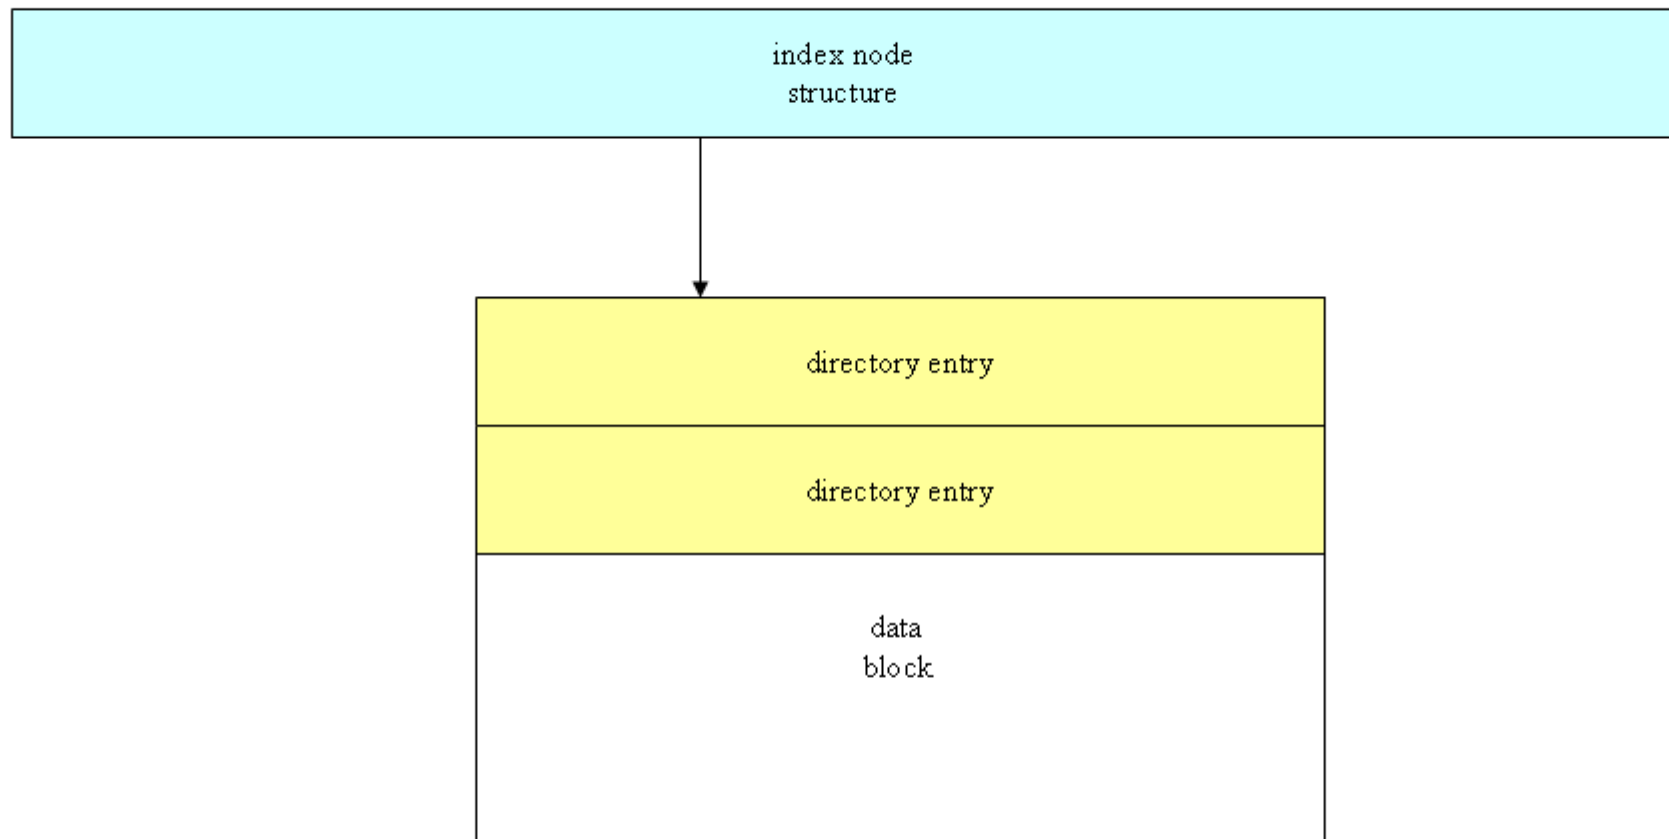 index node
structure
directory entry
directory entry
data
block